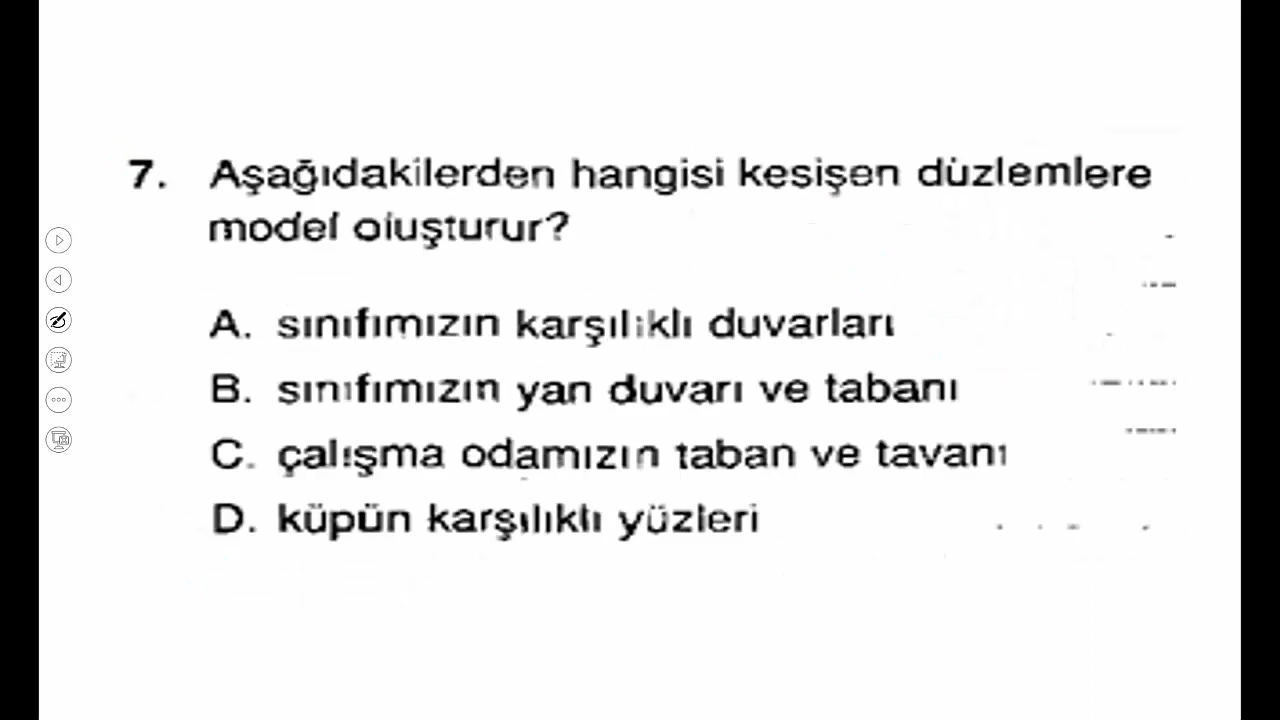 7. Aşağıdakilerden hangisi kesişen düzlemlere
model oluşturur?
A. sınıfımızın karşılıklı duvarları
B. sınıfımızın yan duvarı ve tabanı
C. çalışma odamızın taban ve tavanı
D. küpün karşılıklı yüzleri